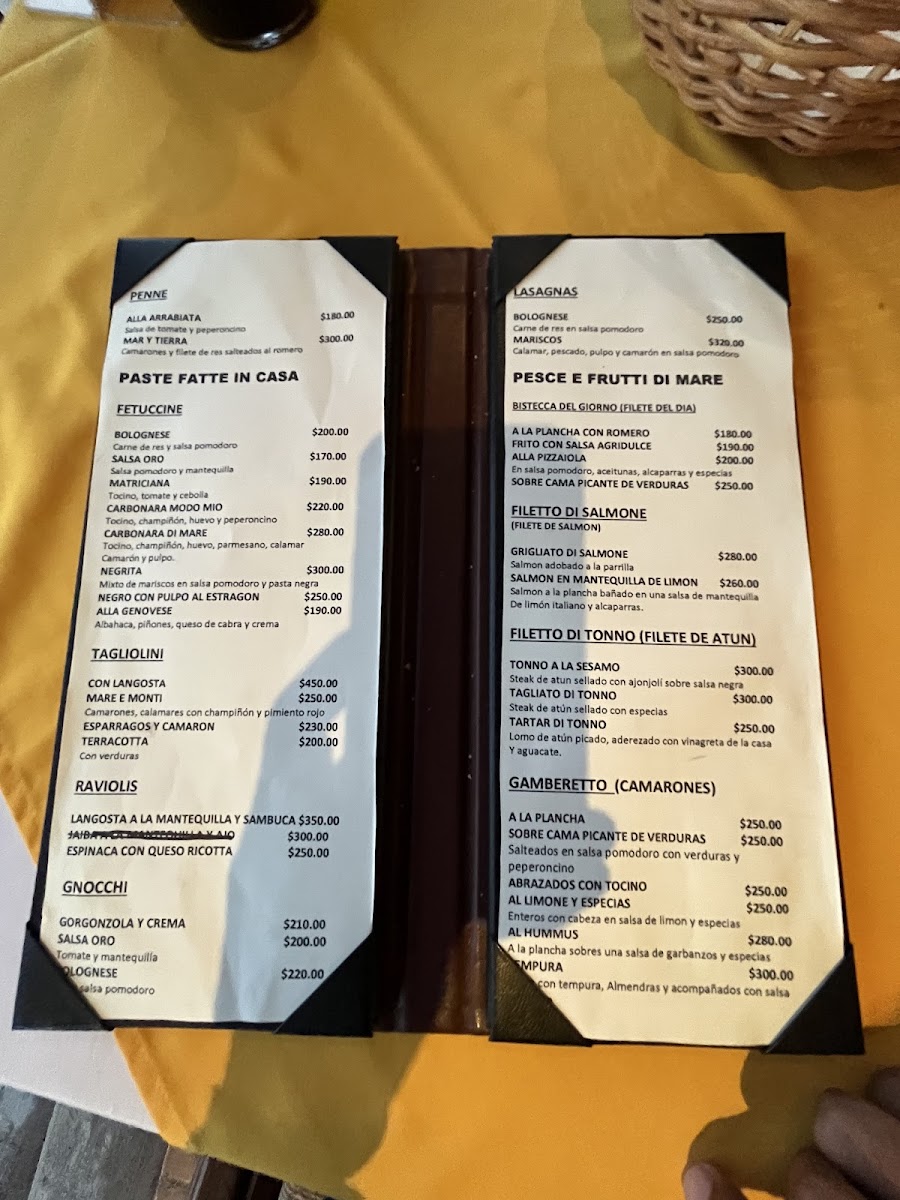 PENNE
ALLA ARRABIATA $180.00
Salsa de tomate y peperoncino
MAR Y TIERRA $300.00
Camarones y filete de res salteados al romero
PASTE FATTE IN CASA
FETUCCINE
BOLOGNESE $200.00
Carne de res y salsa pomodoro
SALSA ORO $170.00
Salsa pomodoro y mantequilla
MATRICIANA $190.00
Tocino, tomate y cebolla
CARBONARA MODO MIO $220.00
Tocino, champiñón, huevo y peperoncino
CARBONARA DI MARE $280.00
Tocino, champiñón, huevo, parmesano, calamar
Camarón y pulpo.
NEGRITA $300.00
Mixto de mariscos en salsa pomodoro y pasta negra
NEGRO CON PULPO AL ESTRAGON $250.00
ALLA GENOVESE $190.00
Albahaca, piñones, queso de cabra y crema
TAGLIOLINI
CON LANGOSTA $450.00
MARE E MONTI $250.00
Camarones, calamares con champiñón y pimiento rojo
ESPARRAGOS Y CAMARON $230.00
TERRACOTTA $200.00
Con verduras
RAVIOLIS
LANGOSTA A LA MANTEQUILLA Y SAMBUCA $350.00
JAIBA A LA MANTEQUILLA Y AJO $300.00
ESPINACA CON QUESO RICOTTA $250.00
GNOCCHI
GORGONZOLA Y CREMA $210.00
SALSA ORO $200.00
Tomate y mantequilla
OLOGNESE $220.00
salsa pomodoro
LASAGNAS
BOLOGNESE $250.00
Carne de res en salsa pomodoro
MARISCOS $320.00
Calamar, pescado, pulpo y camarón en salsa pomodoro
PESCE E FRUTTI DI MARE
BISTECCA DEL GIORNO (FILETE DEL DIA)
A LA PLANCHA CON ROMERO $180.00
FRITO CON SALSA AGRIDULCE $190.00
ALLA PIZZAIOLA $200.00
En salsa pomodoro, aceitunas, alcaparras y especias
SOBRE CAMA PICANTE DE VERDURAS $250.00
FILETTO DI SALMONE
(FILETE DE SALMON)
GRIGLIATO DI SALMONE $280.00
Salmon adobado a la parrilla
SALMON EN MANTEQUILLA DE LIMON $260.00
Salmon a la plancha bañado en una salsa de mantequilla
De limón italiano y alcaparras.
FILETTO DI TONNO (FILETE DE ATUN)
TONNO A LA SESAMO $300.00
Steak de atun sellado con ajonjolí sobre salsa negra
TAGLIATO DI TONNO $300.00
Steak de atún sellado con especias
TARTAR DI TONNO $250.00
Lomo de atún picado, aderezado con vinagreta de la casa
Y aguacate.
GAMBERETTO (CAMARONES)
A LA PLANCHA $250.00
SOBRE CAMA PICANTE DE VERDURAS $250.00
Salteados en salsa pomodoro con verduras y
peperoncino
ABRAZADOS CON TOCINO $250.00
AL LIMONE Y ESPECIAS $250.00
Enteros con cabeza en salsa de limon y especias
AL HUMMUS $280.00
A la plancha sobres una salsa de garbanzos y especias
EMPURA $300.00
con tempura, Almendras y acompañados con salsa